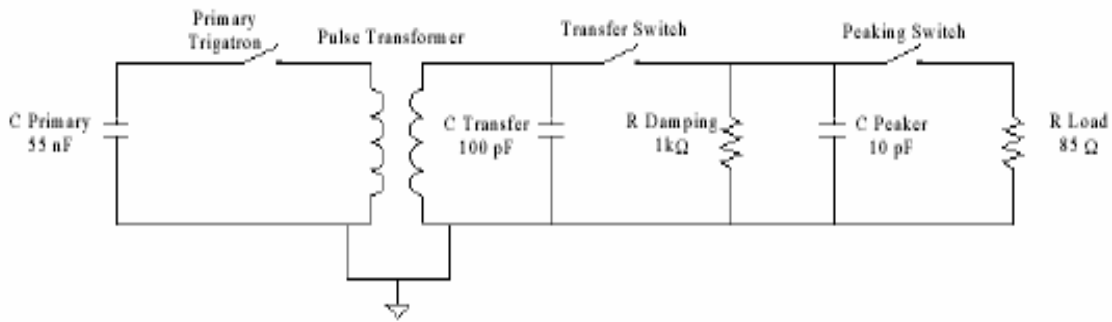 Primary
Trigatron
Pulse Transformer
Transfer Switch
Peaking Switch
C Primary
55 nF
C Transfer
100 pF
R Damping
1kΩ
C Peaker
10 pF
R Load
85 Ω